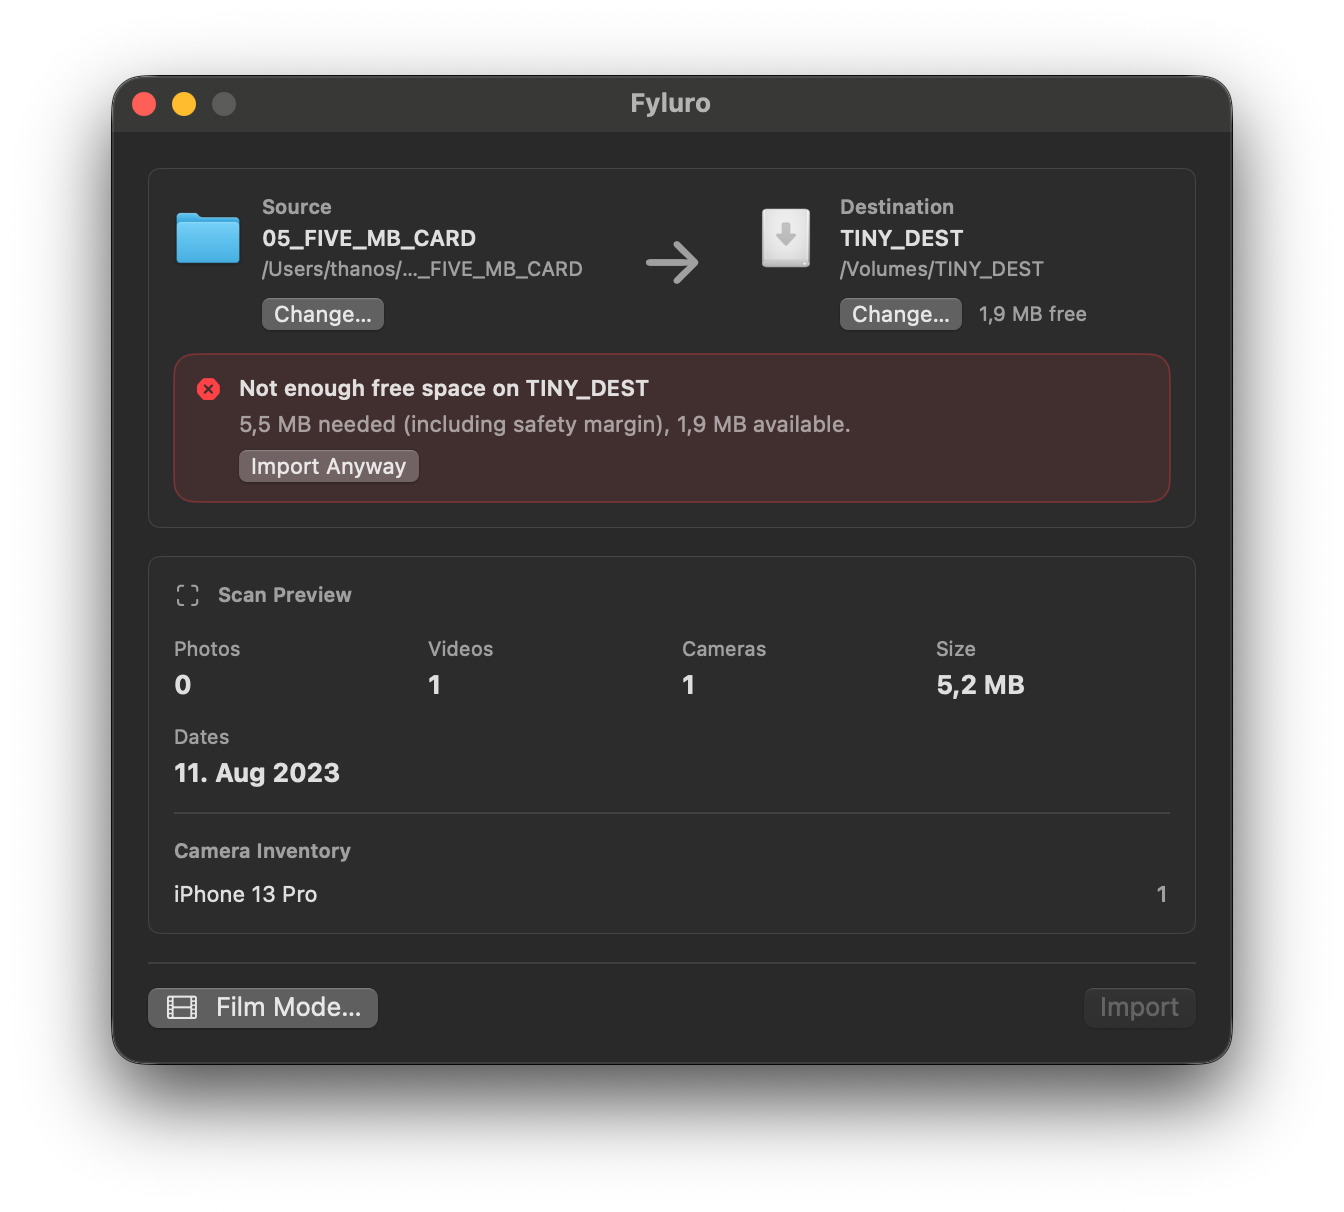 Fyluro
Source
05_FIVE_MB_CARD
/Users/thanos/..._FIVE_MB_CARD
Change...
Destination
TINY_DEST
/Volumes/TINY_DEST
Change...
1,9 MB free
Not enough free space on TINY_DEST
5,5 MB needed (including safety margin), 1,9 MB available.
Import Anyway
Scan Preview
Photos
0
Videos
1
Cameras
1
Size
5,2 MB
Dates
11. Aug 2023
Camera Inventory
iPhone 13 Pro 1
Film Mode...
Import